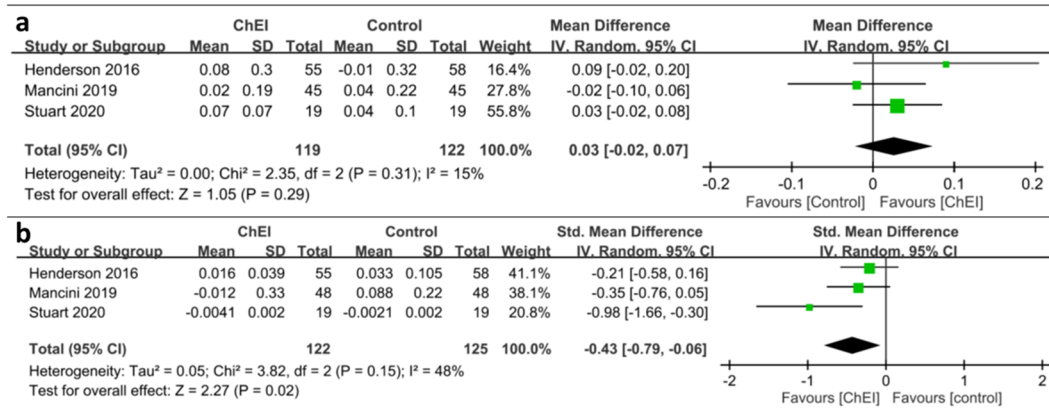 a
ChEI Control Mean Difference Mean Difference
Study or Subgroup Mean SD Total Mean SD Total Weight IV. Random. 95% CI IV. Random. 95% CI
Henderson 2016 0.08 0.3 55 -0.01 0.32 58 16.4% 0.09 [-0.02, 0.20]
Mancini 2019 0.02 0.19 45 0.04 0.22 45 27.8% -0.02 [-0.10, 0.06]
Stuart 2020 0.07 0.07 19 0.04 0.1 19 55.8% 0.03 [-0.02, 0.08]
Total (95% CI) 119 122 100.0% 0.03 [-0.02, 0.07]
Heterogeneity: Tau² = 0.00; Chi² = 2.35, df = 2 (P = 0.31); I² = 15%
Test for overall effect: Z = 1.05 (P = 0.29)
-0.2 -0.1 0 0.1 0.2
Favours [Control] Favours [ChEI]
b
ChEI Control Std. Mean Difference Std. Mean Difference
Study or Subgroup Mean SD Total Mean SD Total Weight IV. Random. 95% CI IV. Random. 95% CI
Henderson 2016 0.016 0.039 55 0.033 0.105 58 41.1% -0.21 [-0.58, 0.16]
Mancini 2019 -0.012 0.33 48 0.088 0.22 48 38.1% -0.35 [-0.76, 0.05]
Stuart 2020 -0.0041 0.002 19 -0.0021 0.002 19 20.8% -0.98 [-1.66, -0.30]
Total (95% CI) 122 125 100.0% -0.43 [-0.79, -0.06]
Heterogeneity: Tau² = 0.05; Chi² = 3.82, df = 2 (P = 0.15); I² = 48%
Test for overall effect: Z = 2.27 (P = 0.02)
-2 -1 0 1 2
Favours [ChEI] Favours [control]